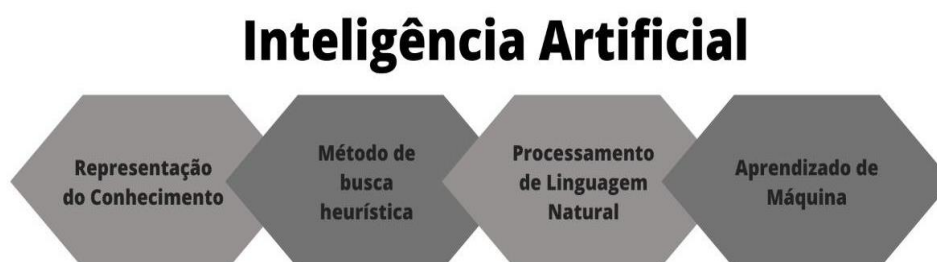 Inteligência Artificial
Representação
do Conhecimento
Método de
busca
heurística
Processamento
de Linguagem
Natural
Aprendizado de
Máquina